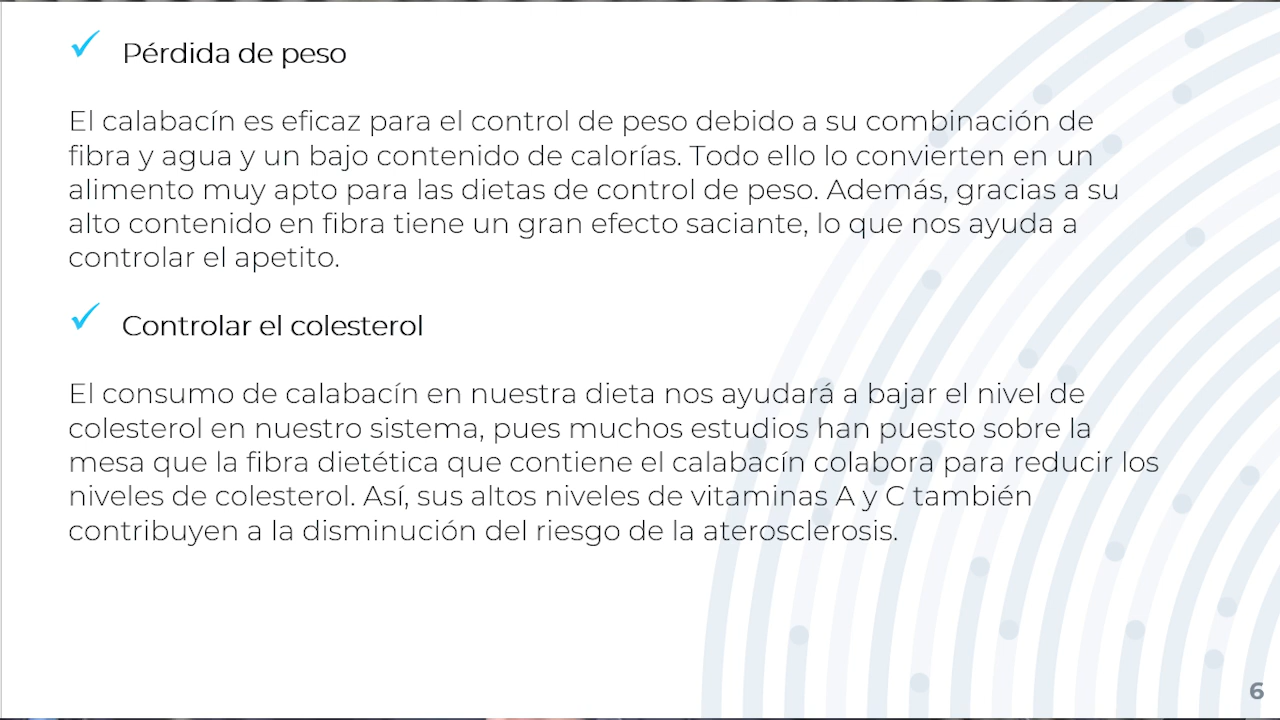 Pérdida de peso
El calabacín es eficaz para el control de peso debido a su combinación de
fibra y agua y un bajo contenido de calorías. Todo ello lo convierten en un
alimento muy apto para las dietas de control de peso. Además, gracias a su
alto contenido en fibra tiene un gran efecto saciante, lo que nos ayuda a
controlar el apetito.
Controlar el colesterol
El consumo de calabacín en nuestra dieta nos ayudará a bajar el nivel de
colesterol en nuestro sistema, pues muchos estudios han puesto sobre la
mesa que la fibra dietética que contiene el calabacín colabora para reducir los
niveles de colesterol. Así, sus altos niveles de vitaminas A y C también
contribuyen a la disminución del riesgo de la aterosclerosis.
6